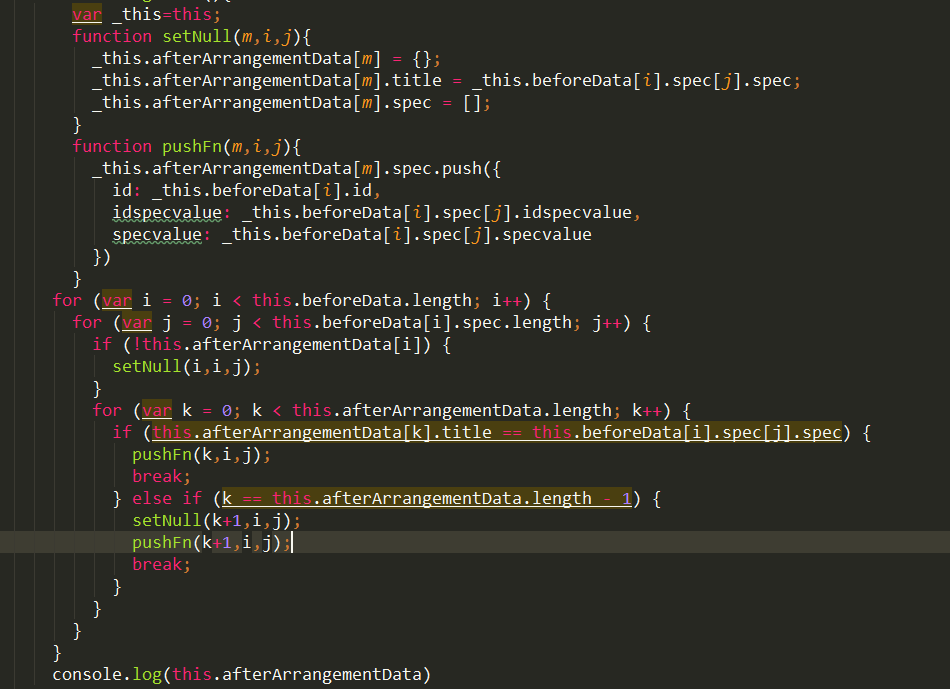 var _this=this;
function setNull(m,i,j){
_this.afterArrangementData[m] = {};
_this.afterArrangementData[m].title = _this.beforeData[i].spec[j].spec;
_this.afterArrangementData[m].spec = [];
}
function pushFn(m,i,j){
_this.afterArrangementData[m].spec.push({
id: _this.beforeData[i].id,
idspecvalue: _this.beforeData[i].spec[j].idspecvalue,
specvalue: _this.beforeData[i].spec[j].specvalue
})
}
for (var i = 0; i < this.beforeData.length; i++) {
for (var j = 0; j < this.beforeData[i].spec.length; j++) {
if (!this.afterArrangementData[i]) {
setNull(i,i,j);
}
for (var k = 0; k < this.afterArrangementData.length; k++) {
if (this.afterArrangementData[k].title == this.beforeData[i].spec[j].spec) {
pushFn(k,i,j);
break;
} else if (k == this.afterArrangementData.length - 1) {
setNull(k+1,i,j);
pushFn(k+1,i,j);
break;
}
}
}
}
console.log(this.afterArrangementData)